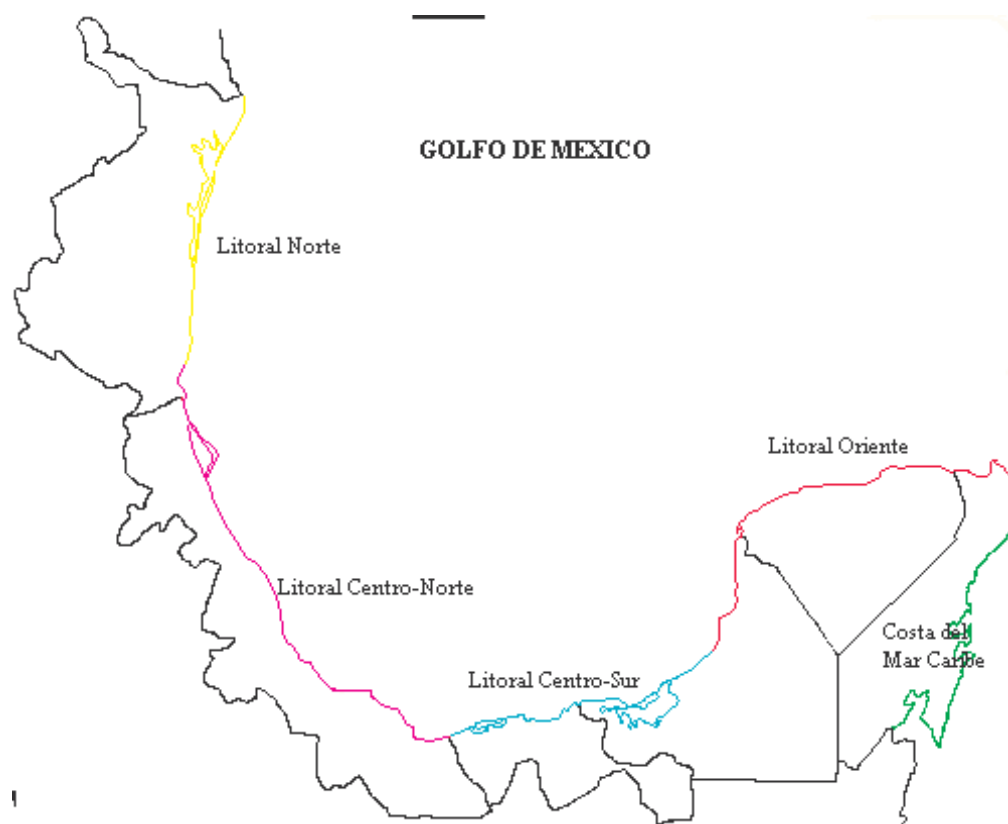 GOLFO DE MEXICO
Litoral Norte
Litoral Oriente
Litoral Centro-Norte
Costa del
Mar Caribe
Litoral Centro-Sur